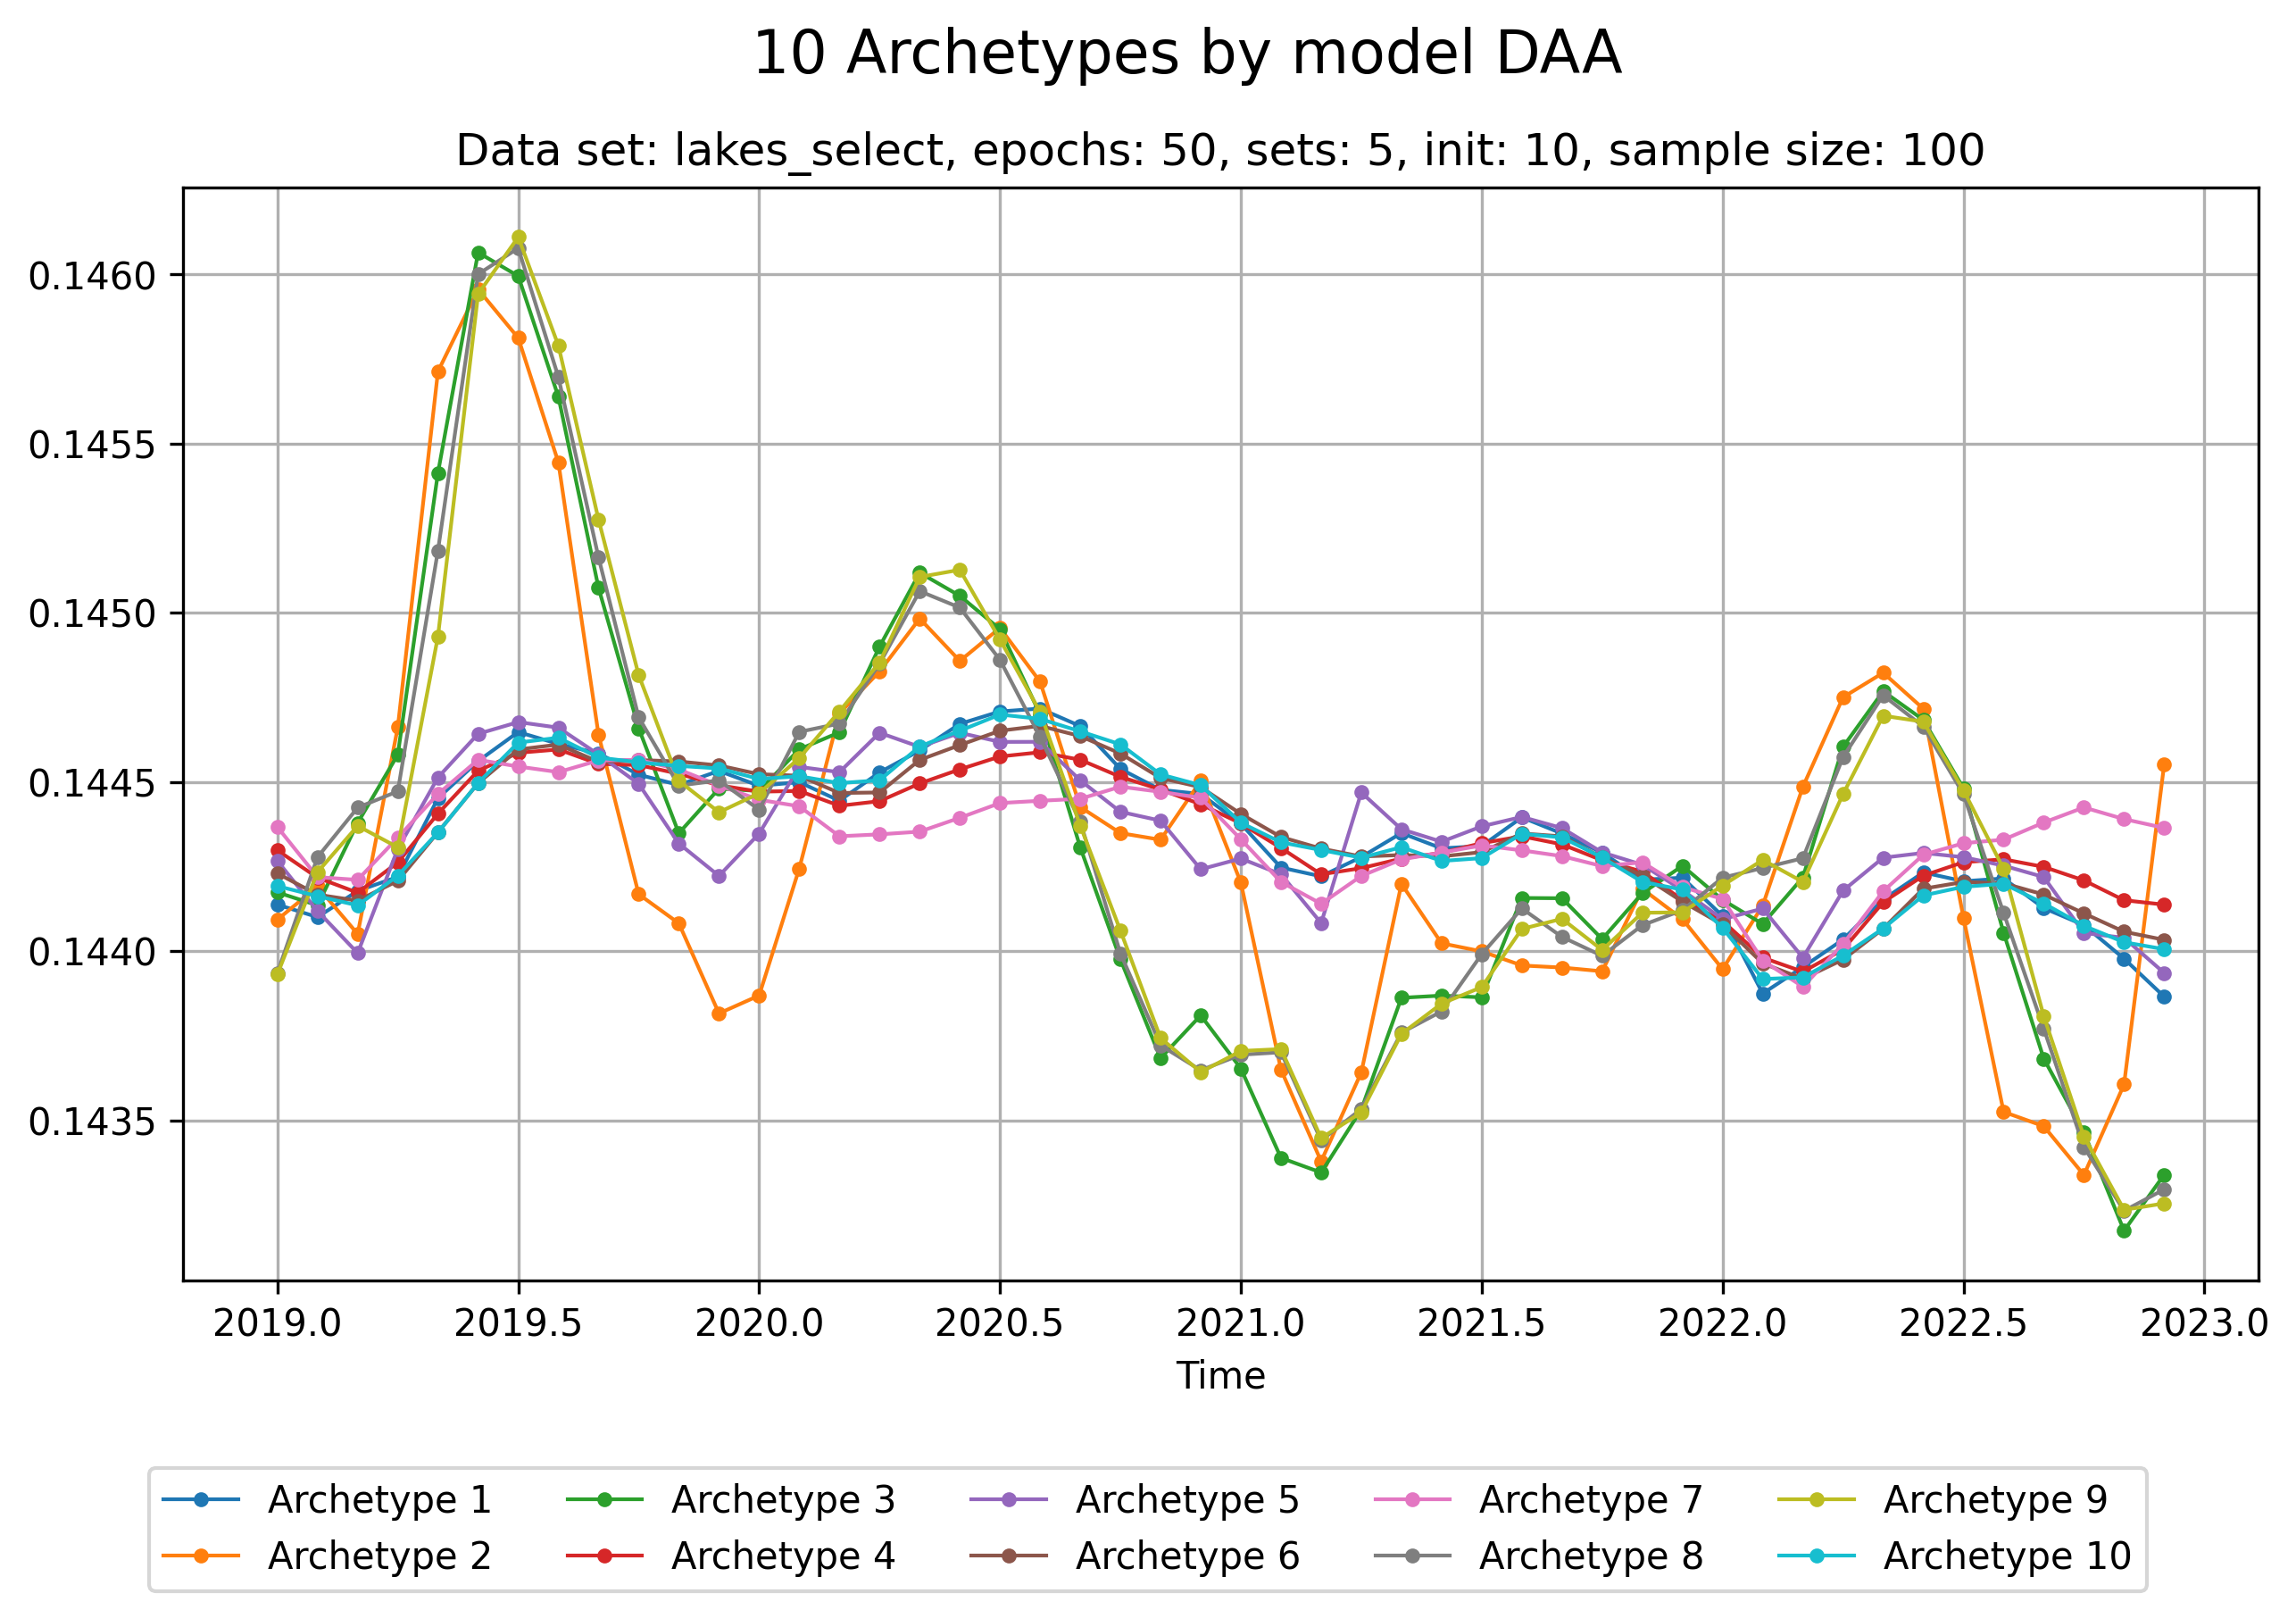 10 Archetypes by model DAA
Data set: lakes_select, epochs: 50, sets: 5, init: 10, sample size: 100
0.1460
0.1455
0.1450
0.1445
0.1440
0.1435
2019.0 2019.5 2020.0 2020.5 2021.0 2021.5 2022.0 2022.5 2023.0
Time
Archetype 1 Archetype 3 Archetype 5 Archetype 7 Archetype 9
Archetype 2 Archetype 4 Archetype 6 Archetype 8 Archetype 10